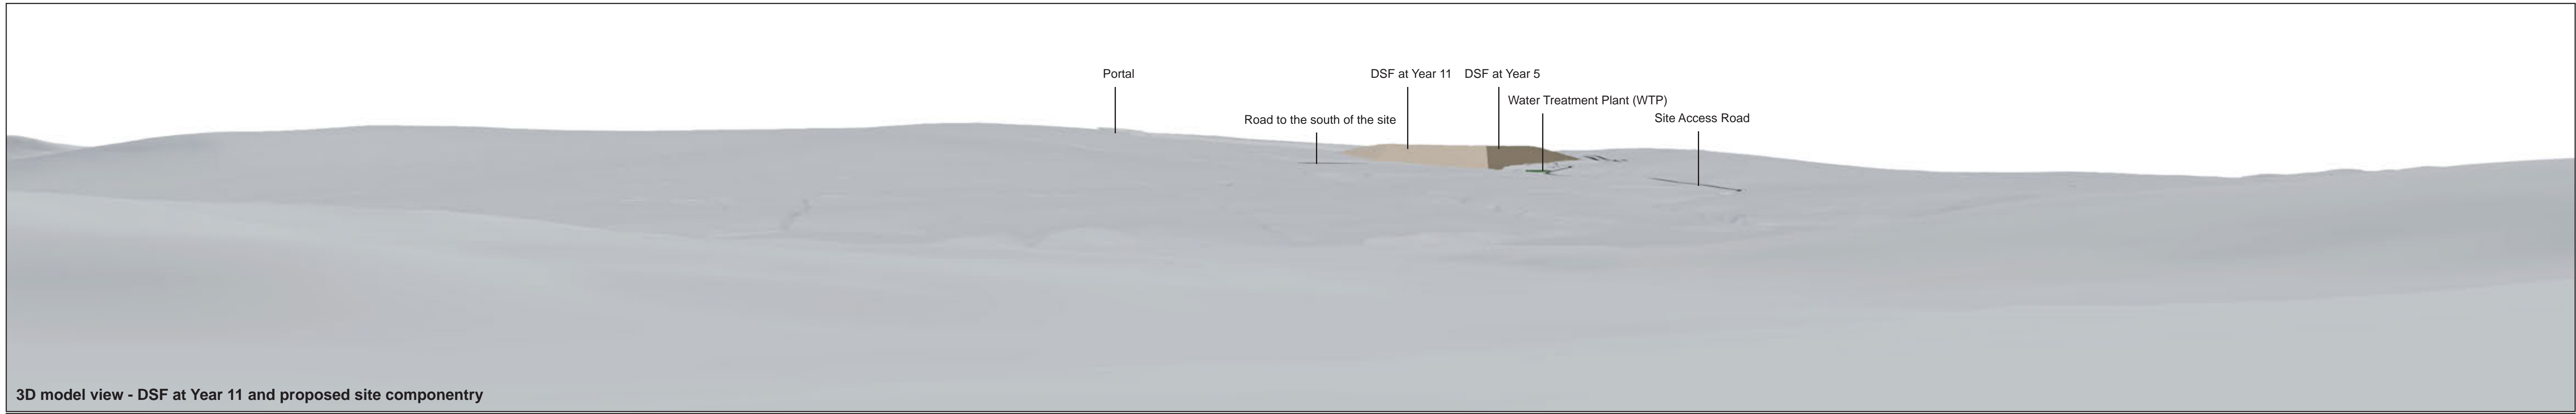 Portal
DSF at Year 11
DSF at Year 5
Water Treatment Plant (WTP)
Road to the south of the site
Site Access Road
3D model view - DSF at Year 11 and proposed site componentry